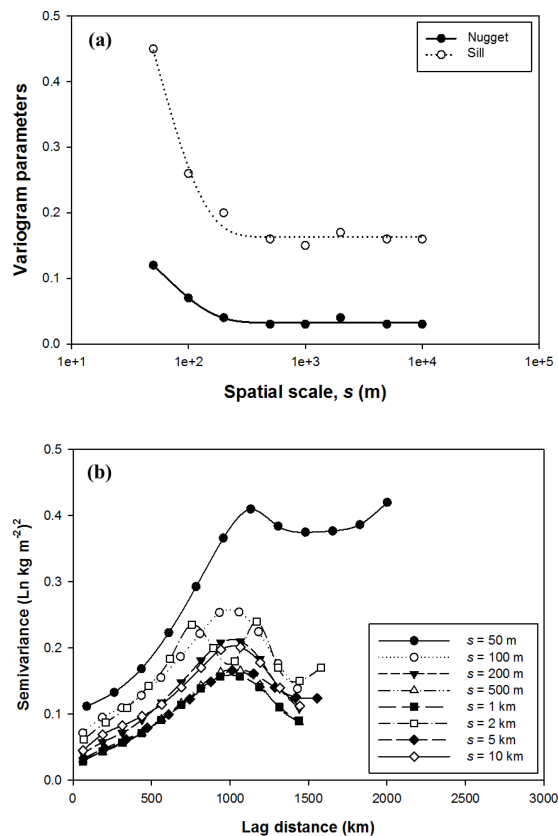 (a)
Nugget
Sill
Variogram parameters
0.5
0.4
0.3
0.2
0.1
0.0
1e+1 1e+2 1e+3 1e+4 1e+5
Spatial scale, s (m)
(b)
Semivariance (Ln kg m⁻²)²
0.5
0.4
0.3
0.2
0.1
0.0
s = 50 m
s = 100 m
s = 200 m
s = 500 m
s = 1 km
s = 2 km
s = 5 km
s = 10 km
0 500 1000 1500 2000 2500 3000
Lag distance (km)